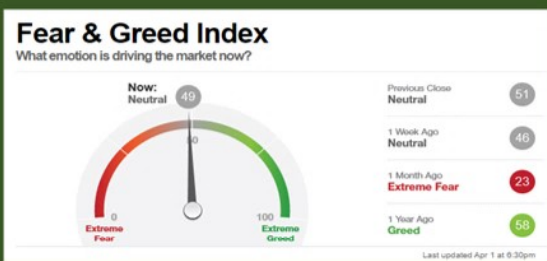 Fear & Greed Index
What emotion is driving the market now?
Now:
Neutral
49
50
0
100
Extreme
Fear
Extreme
Greed
Previous Close
Neutral
51
1 Week Ago
Neutral
46
1 Month Ago
Extreme Fear
23
1 Year Ago
Greed
58
Last updated Apr 1 at 6:30pm